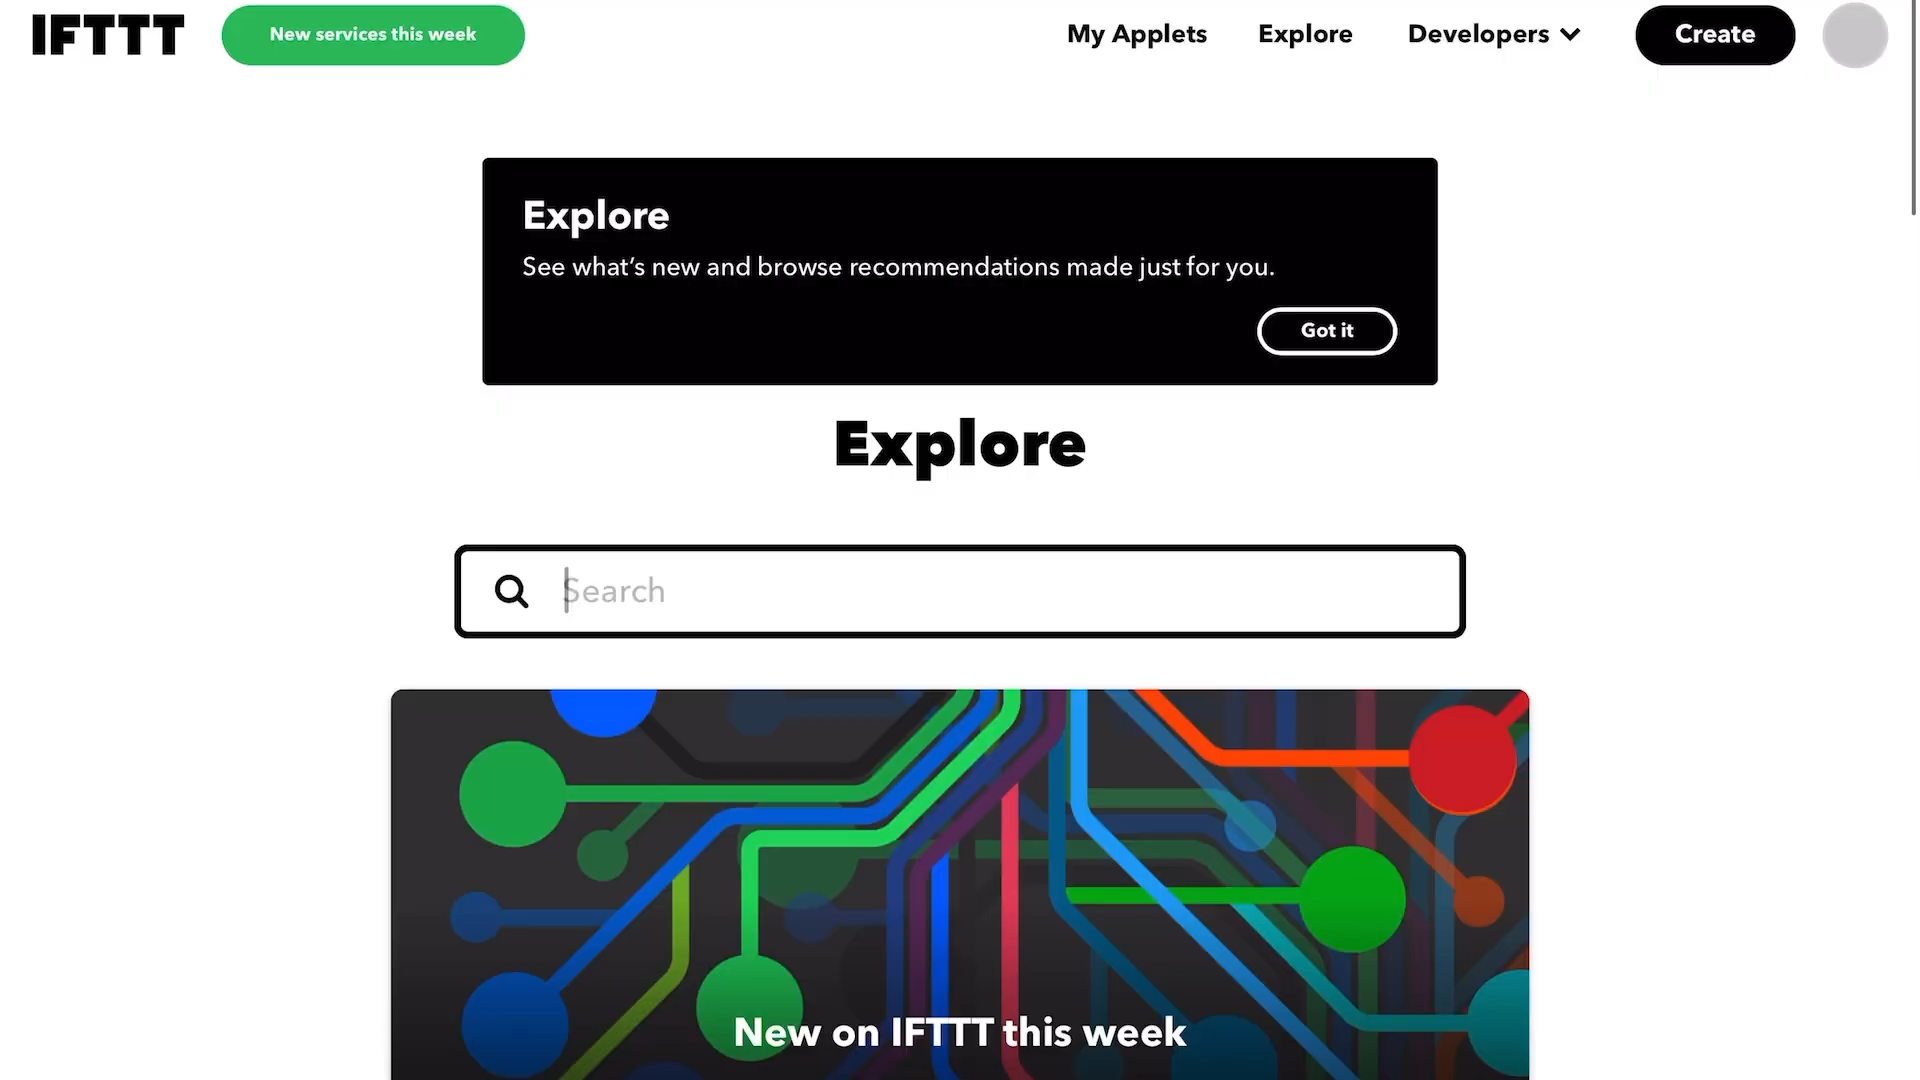 IFTTT
New services this week
My Applets
Explore
Developers
Create
Explore
See what's new and browse recommendations made just for you.
Got it
Explore
Search
New on IFTTT this week